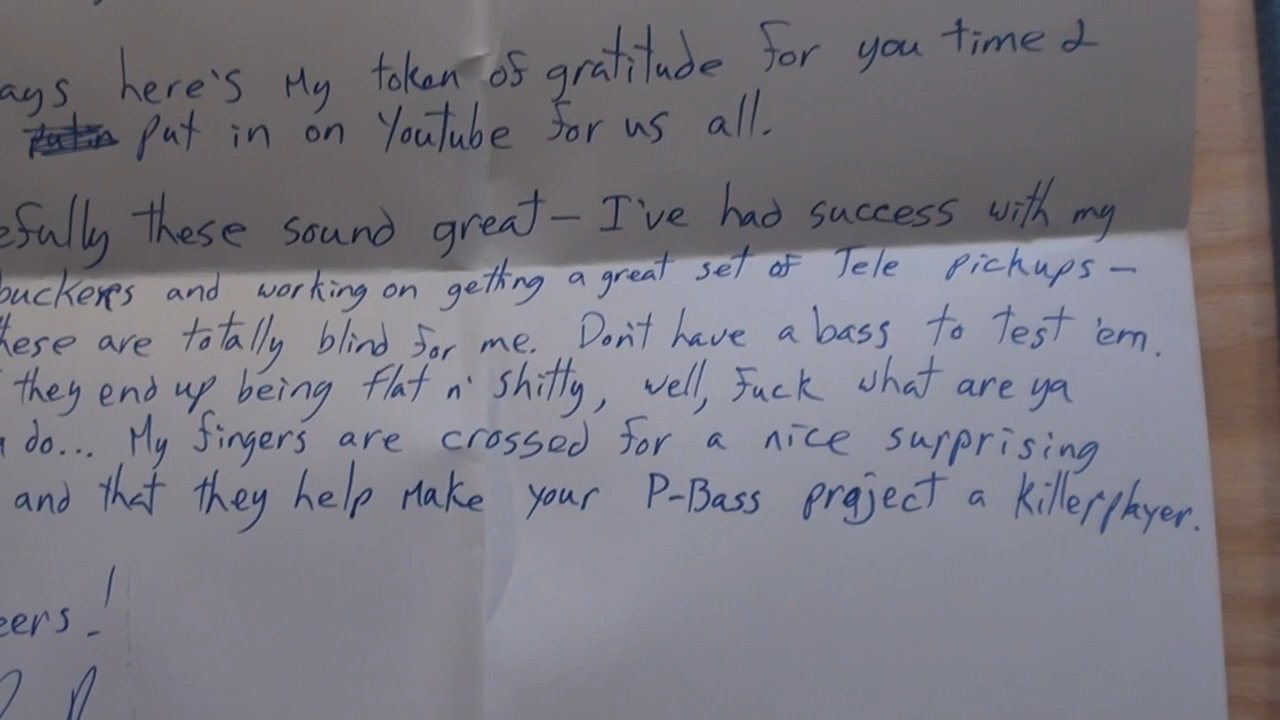 ays here's My token of gratitude for you time &
put in on Youtube for us all.
efully these sound great - I've had success with my
buckers and working on getting a great set of Tele pickups -
hese are totally blind for me. Don't have a bass to test 'em.
they end up being flat n' shitty, well, fuck what are ya
do... My fingers are crossed for a nice surprising
and that they help make your P-Bass project a killer player.
eers!